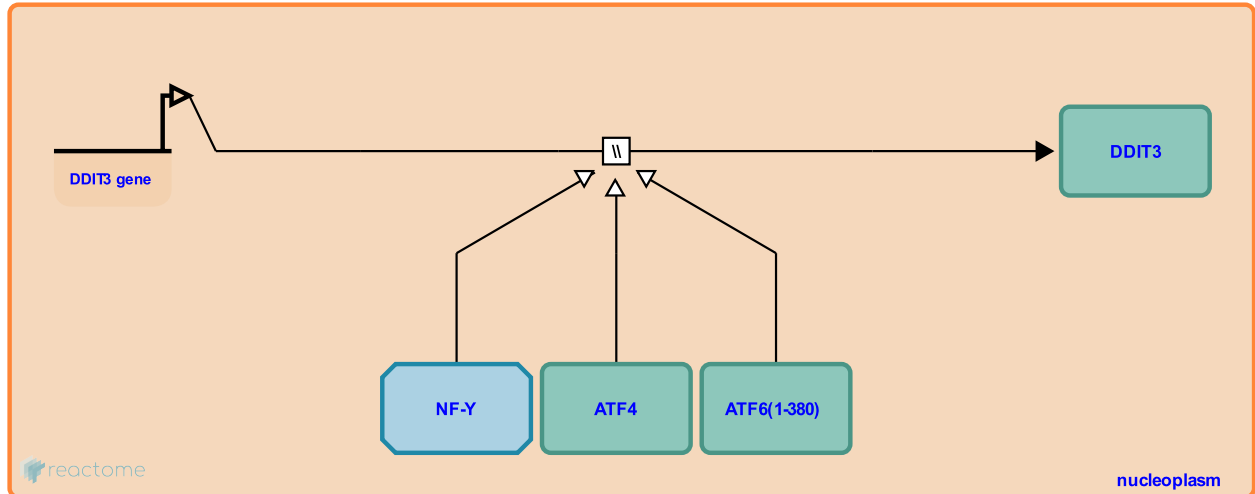 DDIT3 gene
\\
DDIT3
NF-Y
ATF4
ATF6(1-380)
reactome
nucleoplasm